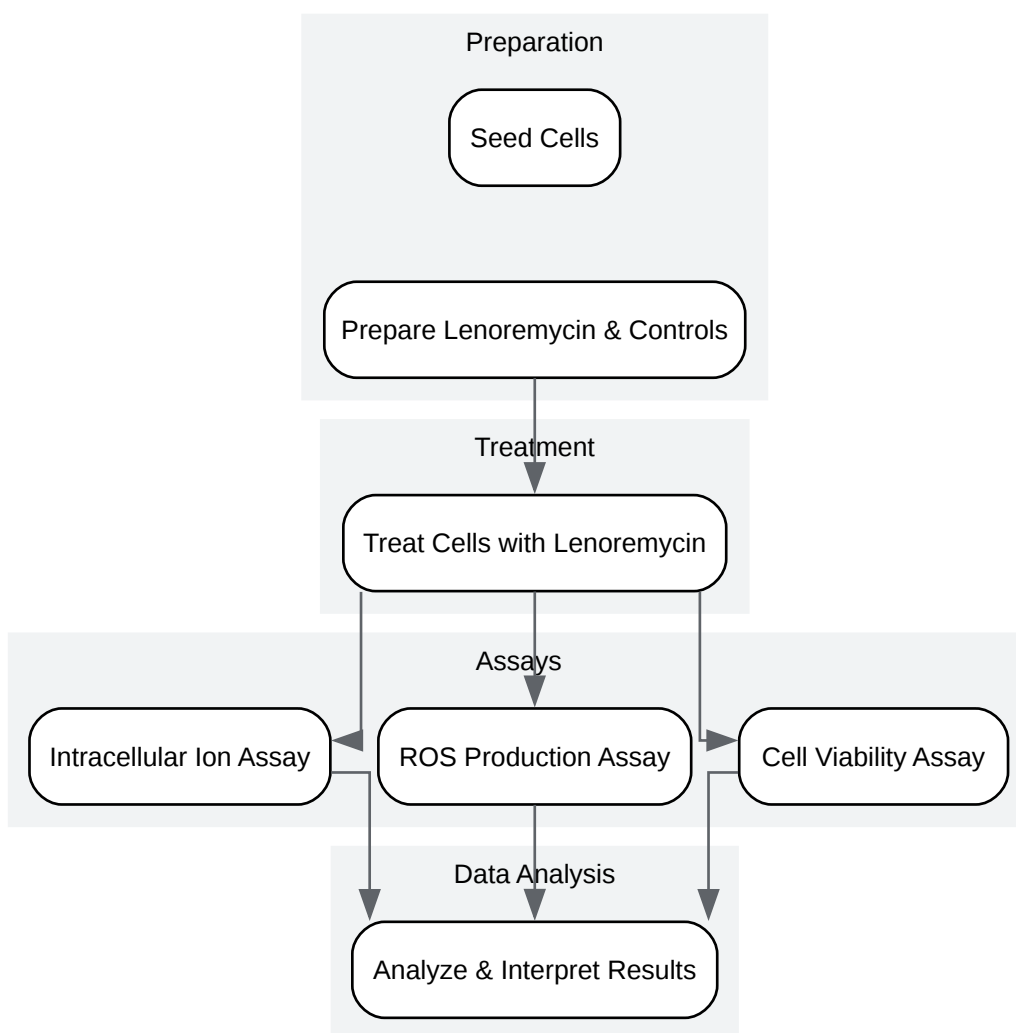 Preparation
Seed Cells
Prepare Lenoremycin & Controls
Treatment
Treat Cells with Lenoremycin
Assays
Intracellular Ion Assay
ROS Production Assay
Cell Viability Assay
Data Analysis
Analyze & Interpret Results